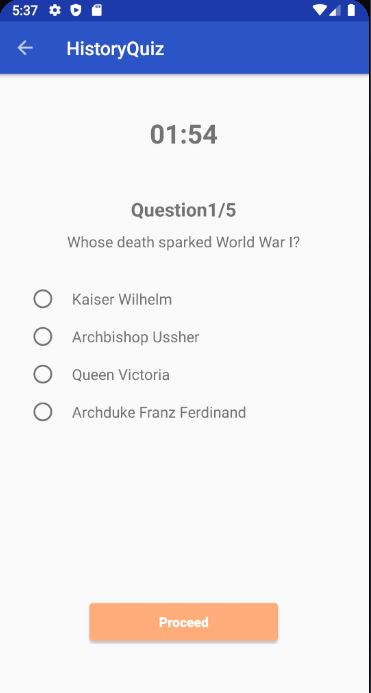 5:37
HistoryQuiz
01:54
Question1/5
Whose death sparked World War I?
Kaiser Wilhelm
Archbishop Ussher
Queen Victoria
Archduke Franz Ferdinand
Proceed